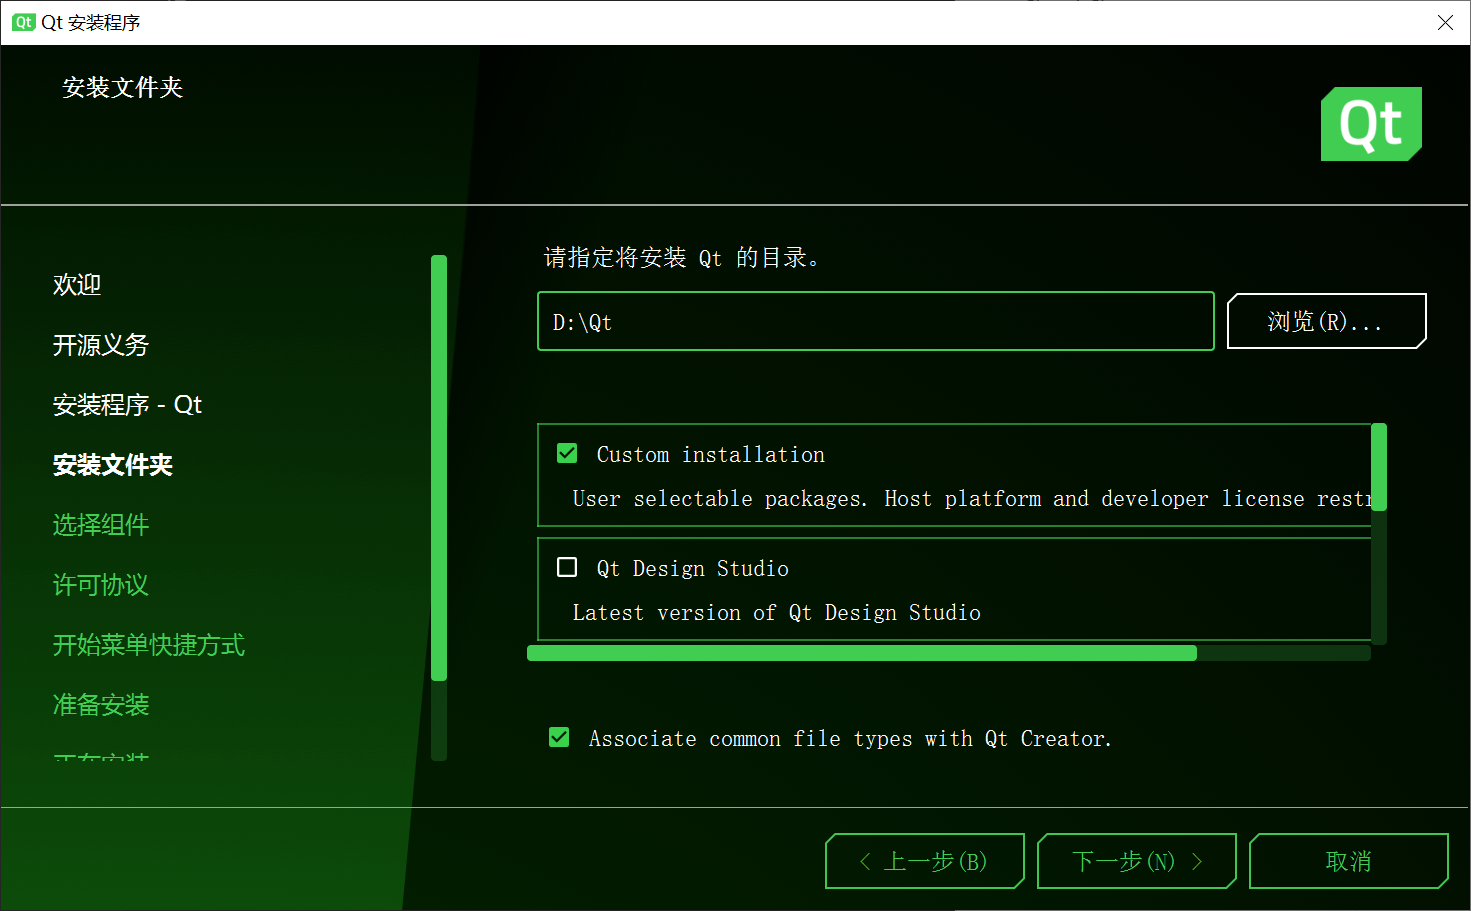 Qt Qt 安装程序
安装文件夹
Qt
欢迎
开源义务
安装程序 - Qt
安装文件夹
选择组件
许可协议
开始菜单快捷方式
准备安装
正在安装
请指定将安装 Qt 的目录。
D:\Qt
浏览(R)...
Custom installation
User selectable packages. Host platform and developer license restr
Qt Design Studio
Latest version of Qt Design Studio
Associate common file types with Qt Creator.
< 上一步(B)
下一步(N) >
取消